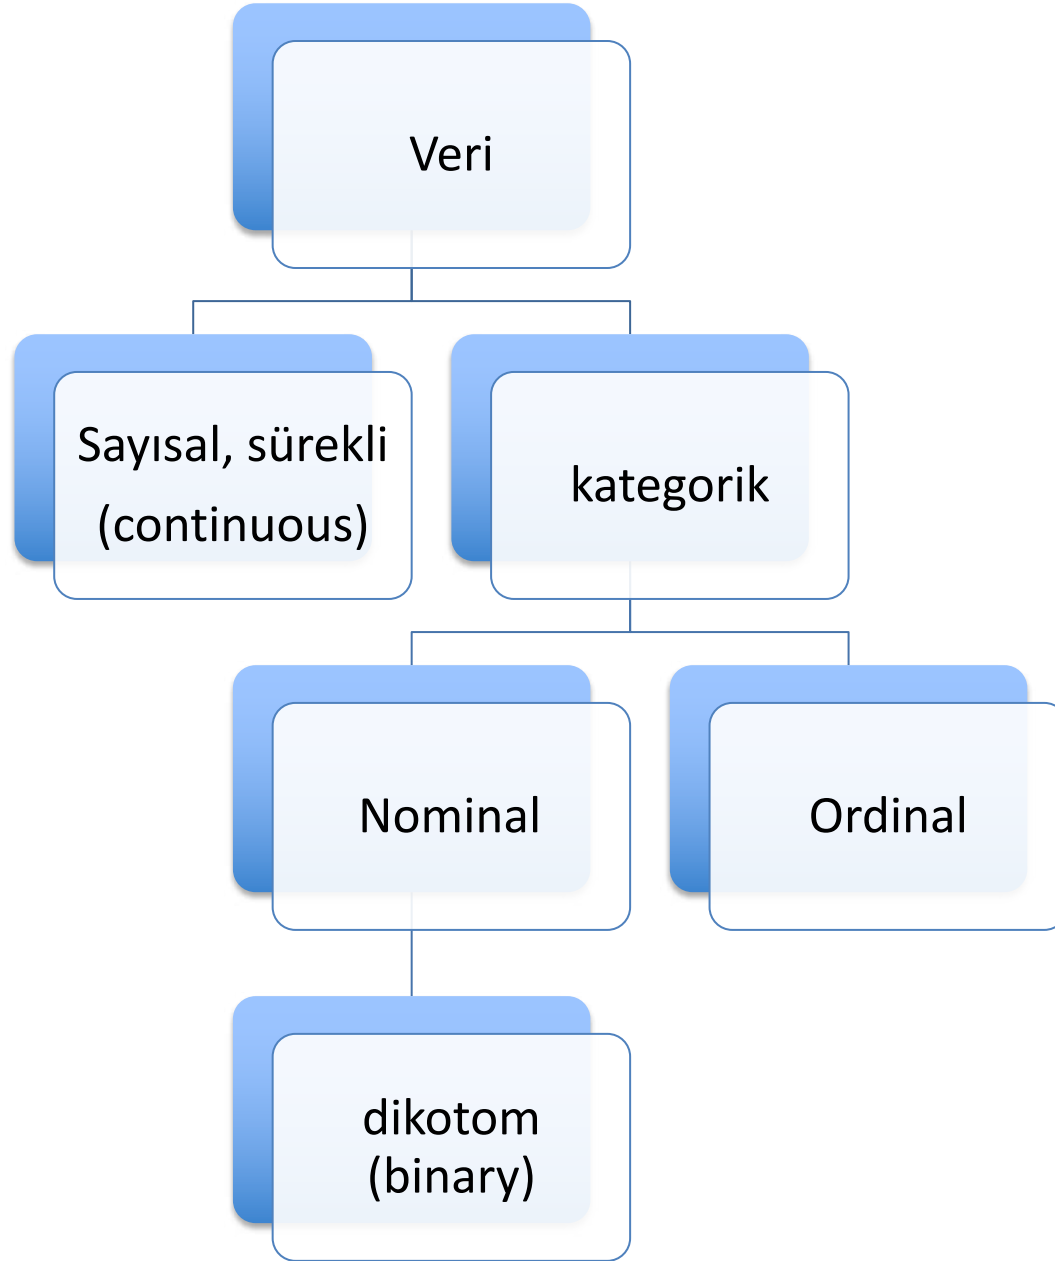 Veri
Sayısal, sürekli
(continuous)
kategorik
Nominal
Ordinal
dikotom
(binary)